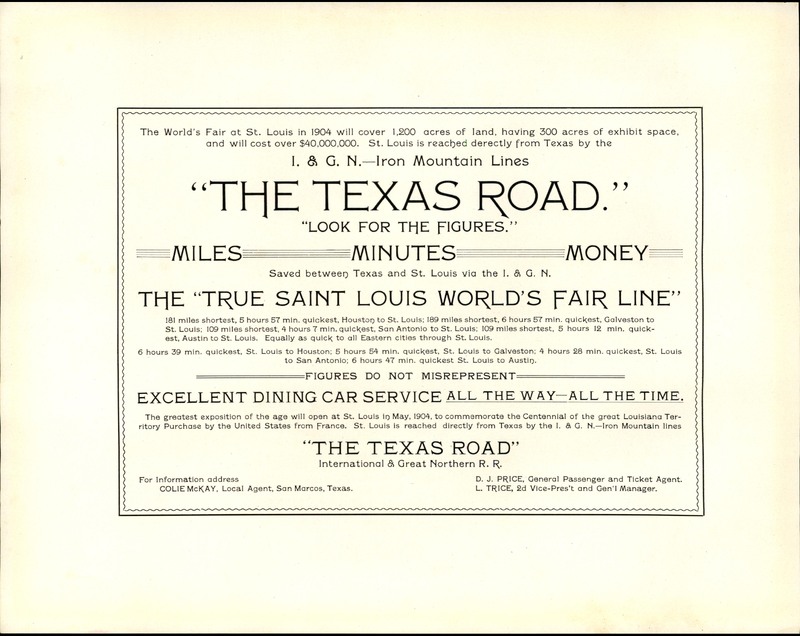 The World's Fair at St. Louis in 1904 will cover 1,200 acres of land, having 300 acres of exhibit space,
and will cost over $40,000,000. St. Louis is reached derectly from Texas by the
I. & G. N.—Iron Mountain Lines
"THE TEXAS ROAD."
"LOOK FOR THE FIGURES."
MILES MINUTES MONEY
Saved between Texas and St. Louis via the I. & G. N.
THE "TRUE SAINT LOUIS WORLD'S FAIR LINE"
181 miles shortest, 5 hours 57 min. quickest, Houston to St. Louis; 189 miles shortest, 6 hours 57 min. quickest, Galveston to
St. Louis; 109 miles shortest, 4 hours 7 min. quickest, San Antonio to St. Louis; 109 miles shortest, 5 hours 12 min. quick-
est, Austin to St. Louis. Equally as quick to all Eastern cities through St. Louis.
6 hours 39 min. quickest, St. Louis to Houston; 5 hours 54 min. quickest, St. Louis to Galveston; 4 hours 28 min. quickest, St. Louis
to San Antonio; 6 hours 47 min. quickest St. Louis to Austin.
FIGURES DO NOT MISREPRESENT
EXCELLENT DINING CAR SERVICE ALL THE WAY—ALL THE TIME.
The greatest exposition of the age will open at St. Louis in May, 1904, to commemorate the Centennial of the great Louisiana Ter-
ritory Purchase by the United States from France. St. Louis is reached directly from Texas by the I. & G. N.—Iron Mountain lines
"THE TEXAS ROAD"
International & Great Northern R. R.
For Information address
COLIE McKAY, Local Agent, San Marcos, Texas.
D. J. PRICE, General Passenger and Ticket Agent.
L. TRICE, 2d Vice-Pres't and Gen'l Manager.